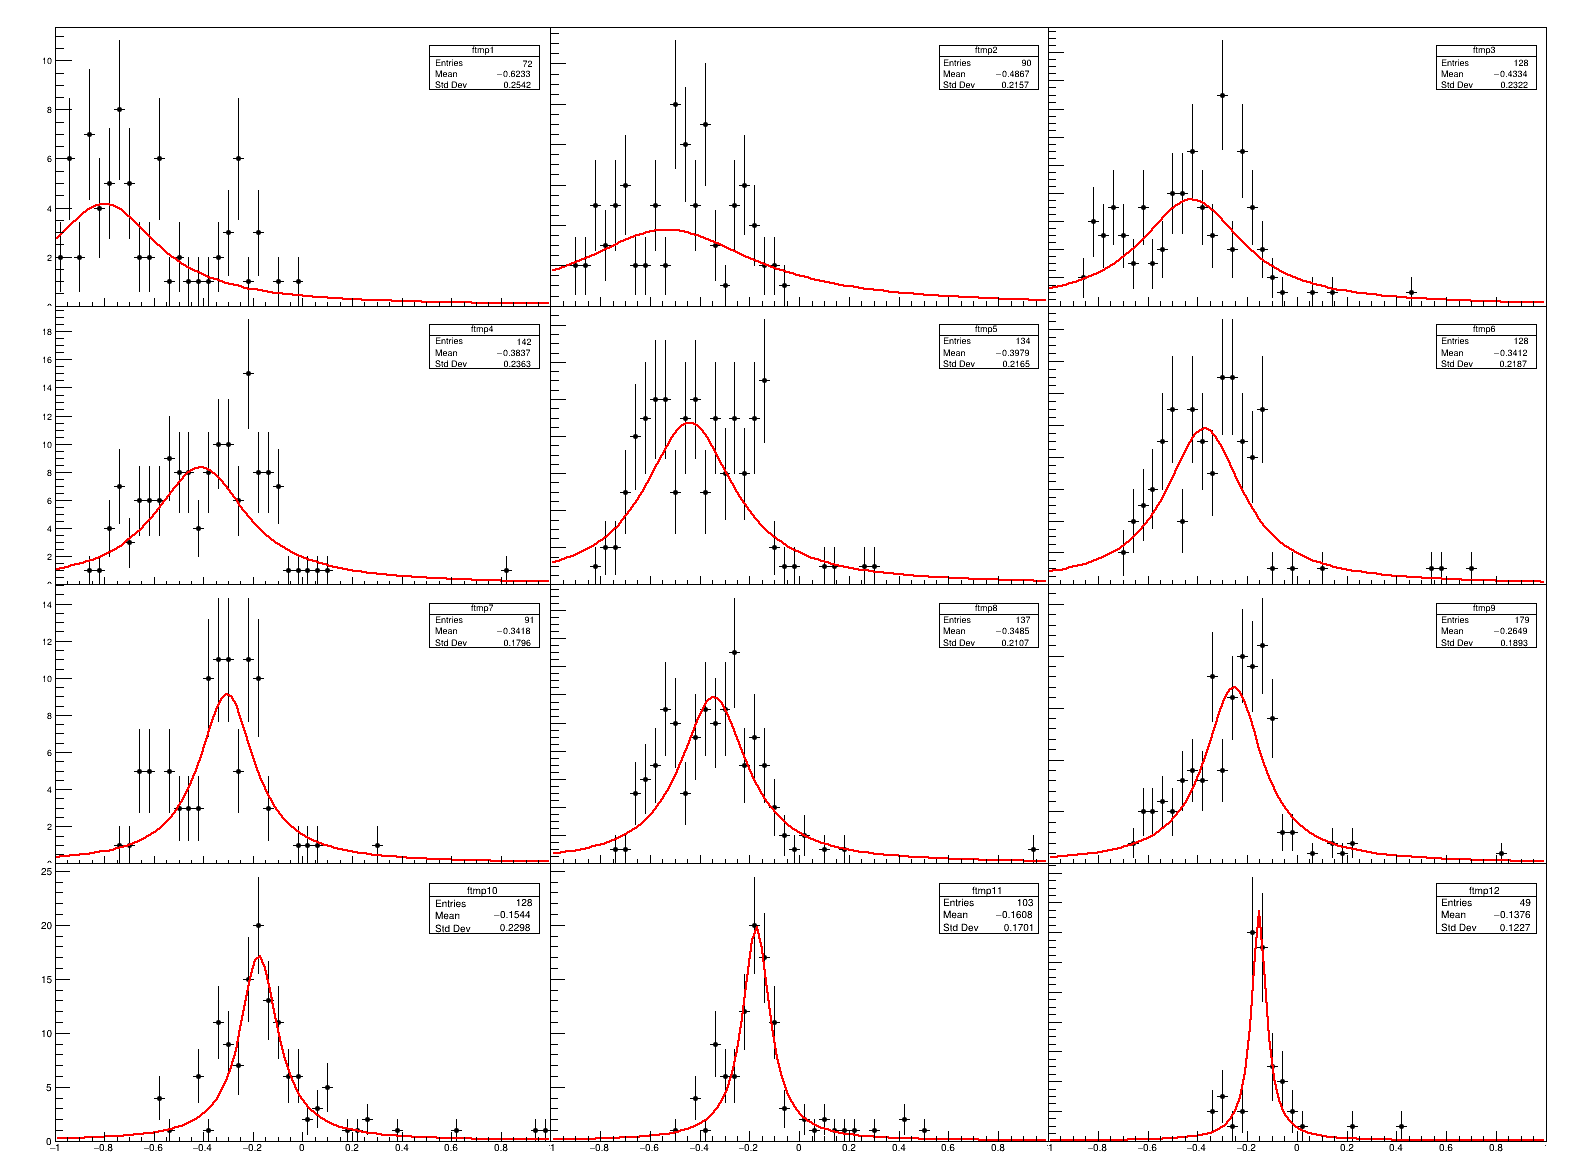 ftmp1
Entries 72
Mean −0.6233
Std Dev 0.2542
ftmp2
Entries 90
Mean −0.4867
Std Dev 0.2157
ftmp3
Entries 128
Mean −0.4334
Std Dev 0.2322
10
8
6
4
2
ftmp4
Entries 142
Mean −0.3837
Std Dev 0.2363
ftmp5
Entries 134
Mean −0.3979
Std Dev 0.2165
ftmp6
Entries 128
Mean −0.3412
Std Dev 0.2187
18
16
14
12
10
8
6
4
2
ftmp7
Entries 91
Mean −0.3418
Std Dev 0.1796
ftmp8
Entries 137
Mean −0.3485
Std Dev 0.2107
ftmp9
Entries 179
Mean −0.2649
Std Dev 0.1893
14
12
10
8
6
4
2
ftmp10
Entries 128
Mean −0.1544
Std Dev 0.2298
ftmp11
Entries 103
Mean −0.1608
Std Dev 0.1701
ftmp12
Entries 49
Mean −0.1376
Std Dev 0.1227
25
20
15
10
5
0
−1 −0.8 −0.6 −0.4 −0.2 0 0.2 0.4 0.6 0.8 −0.8 −0.6 −0.4 −0.2 0 0.2 0.4 0.6 0.8 −0.8 −0.6 −0.4 −0.2 0 0.2 0.4 0.6 0.8